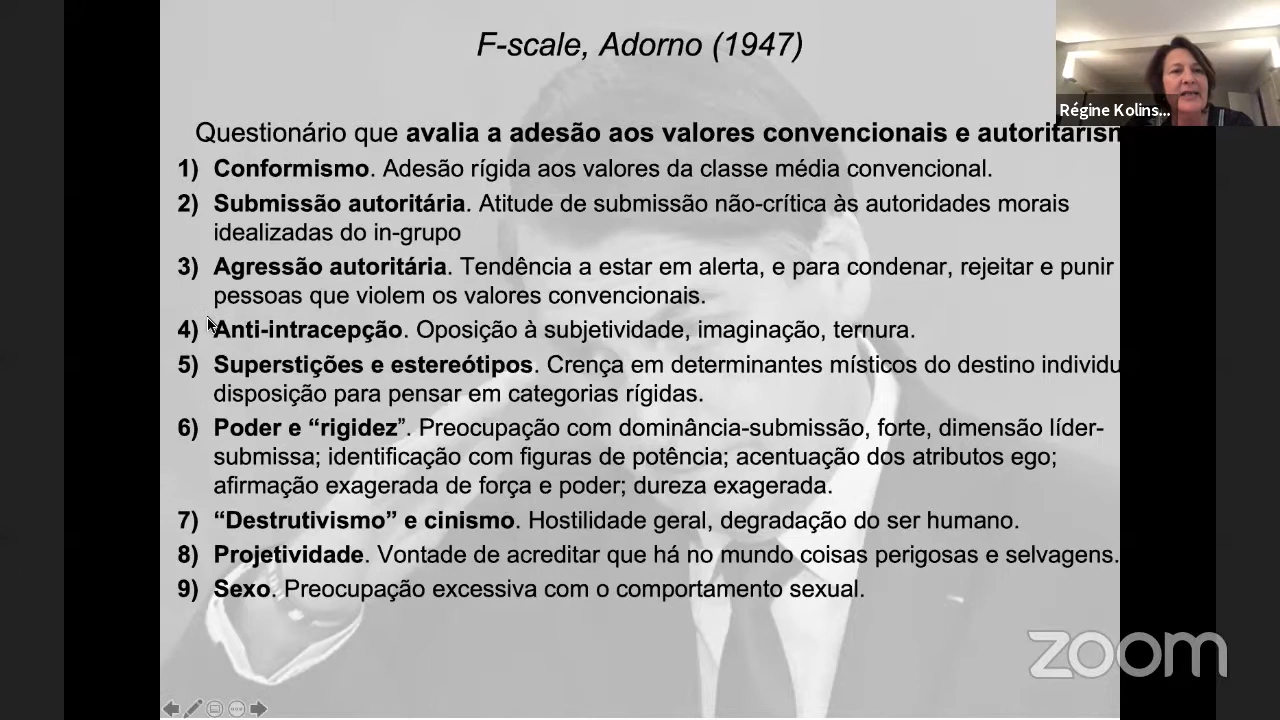 F-scale, Adorno (1947)
Régine Kolins...
Questionário que avalia a adesão aos valores convencionais e autoritarism
1) Conformismo. Adesão rígida aos valores da classe média convencional.
2) Submissão autoritária. Atitude de submissão não-crítica às autoridades morais
idealizadas do in-grupo
3) Agressão autoritária. Tendência a estar em alerta, e para condenar, rejeitar e punir
pessoas que violem os valores convencionais.
4) Anti-intracepção. Oposição à subjetividade, imaginação, ternura.
5) Superstições e estereótipos. Crença em determinantes místicos do destino individu
disposição para pensar em categorias rígidas.
6) Poder e “rigidez”. Preocupação com dominância-submissão, forte, dimensão líder-
submissa; identificação com figuras de potência; acentuação dos atributos ego;
afirmação exagerada de força e poder; dureza exagerada.
7) “Destrutivismo” e cinismo. Hostilidade geral, degradação do ser humano.
8) Projetividade. Vontade de acreditar que há no mundo coisas perigosas e selvagens.
9) Sexo. Preocupação excessiva com o comportamento sexual.
zoom